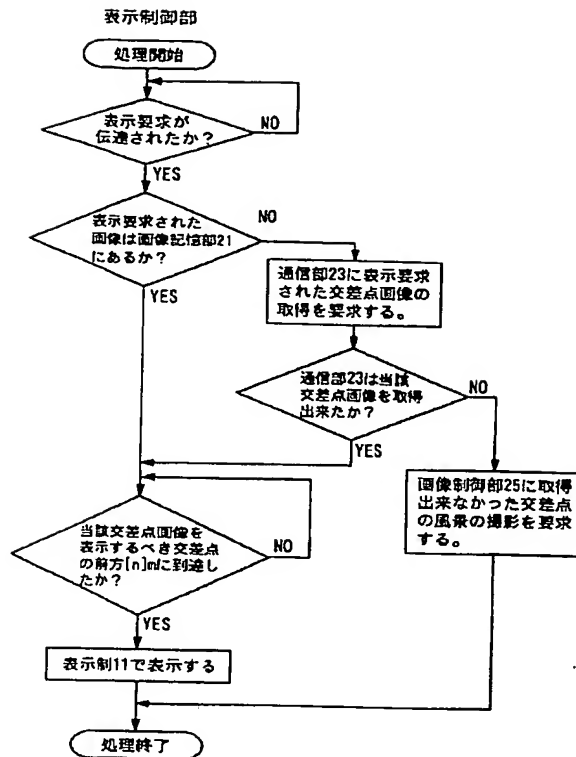 表示制御部
処理開始
表示要求が
伝達されたか？
NO
YES
表示要求された
画像は画像記憶部21
にあるか？
NO
YES
通信部23に表示要求
された交差点画像の
取得を要求する。
通信部23は当該
交差点画像を取得
出来たか？
NO
YES
画像制御部25に取得
出来なかった交差点
の風景の撮影を要求
する。
当該交差点画像を
表示するべき交差点
の前方[n]mに到達し
たか？
NO
YES
表示制11で表示する
処理終了